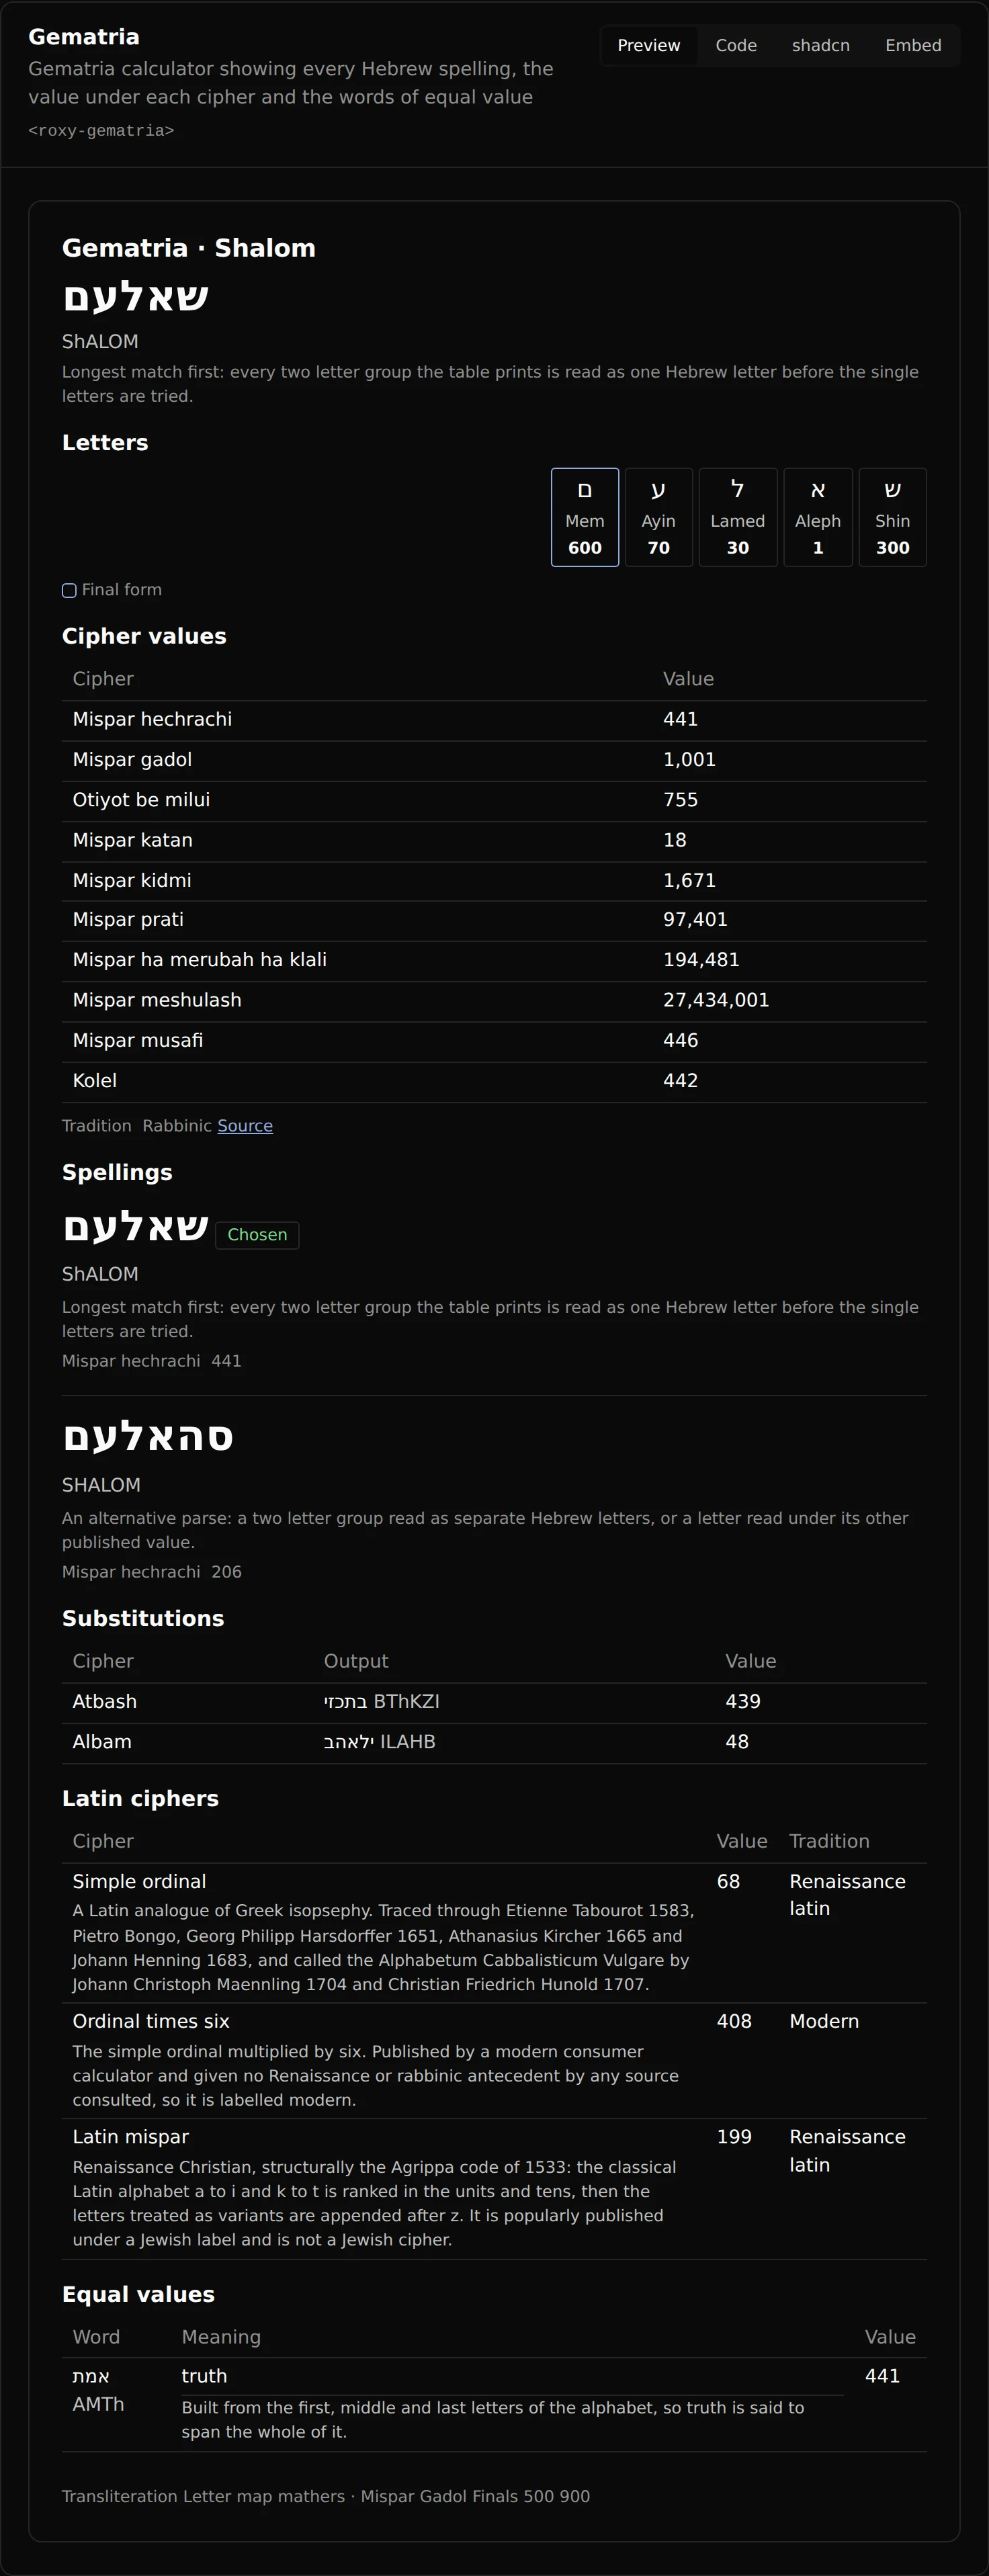 Gematria
Preview Code shadcn Embed
Gematria calculator showing every Hebrew spelling, the
value under each cipher and the words of equal value
<roxy-gematria>
Gematria · Shalom
שאלעם
ShALOM
Longest match first: every two letter group the table prints is read as one Hebrew letter before the single
letters are tried.
Letters
ש א ל ע ם
Mem Ayin Lamed Aleph Shin
600 70 30 1 300
Final form
Cipher values
Cipher Value
Mispar hechrachi 441
Mispar gadol 1,001
Otiyot be milui 755
Mispar katan 18
Mispar kidmi 1,671
Mispar prati 97,401
Mispar ha merubah ha klali 194,481
Mispar meshulash 27,434,001
Mispar musafi 446
Kolel 442
Tradition Rabbinic Source
Spellings
שאלעם Chosen
ShALOM
Longest match first: every two letter group the table prints is read as one Hebrew letter before the single
letters are tried.
Mispar hechrachi 441
סהאלעם
SHALOM
An alternative parse: a two letter group read as separate Hebrew letters, or a letter read under its other
published value.
Mispar hechrachi 206
Substitutions
Cipher Output Value
Atbash בתכזי BThKZI 439
Albam ילאהב ILAHB 48
Latin ciphers
Cipher Value Tradition
Simple ordinal 68 Renaissance
latin
A Latin analogue of Greek isopsephy. Traced through Etienne Tabourot 1583,
Pietro Bongo, Georg Philipp Harsdorffer 1651, Athanasius Kircher 1665 and
Johann Henning 1683, and called the Alphabetum Cabbalisticum Vulgare by
Johann Christoph Maennling 1704 and Christian Friedrich Hunold 1707.
Ordinal times six 408 Modern
The simple ordinal multiplied by six. Published by a modern consumer
calculator and given no Renaissance or rabbinic antecedent by any source
consulted, so it is labelled modern.
Latin mispar 199 Renaissance
latin
Renaissance Christian, structurally the Agrippa code of 1533: the classical
Latin alphabet a to i and k to t is ranked in the units and tens, then the
letters treated as variants are appended after z. It is popularly published
under a Jewish label and is not a Jewish cipher.
Equal values
Word Meaning Value
אמת truth 441
AMTh
Built from the first, middle and last letters of the alphabet, so truth is said to
span the whole of it.
Transliteration Letter map mathers · Mispar Gadol Finals 500 900